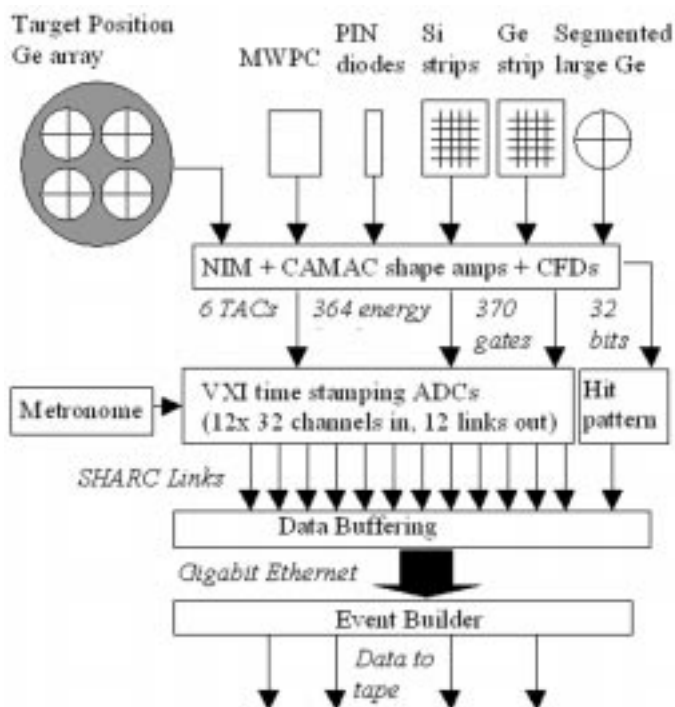 Target Position
Ge array
MWPC
PIN
diodes
Si
strips
Ge
strip
Segmented
large Ge
NIM + CAMAC shape amps + CFDs
6 TACs
364 energy
370
gates
32
bits
Metronome
VXI time stamping ADCs
(12x 32 channels in, 12 links out)
Hit
pattern
SHARC Links
Data Buffering
Gigabit Ethernet
Event Builder
Data to
tape